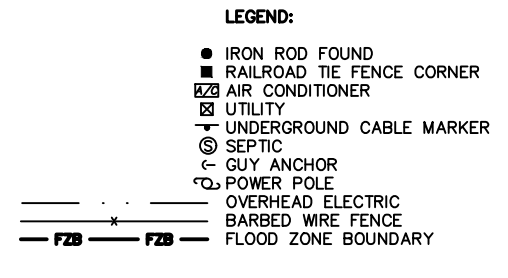 LEGEND:
IRON ROD FOUND
RAILROAD TIE FENCE CORNER
A/C AIR CONDITIONER
UTILITY
UNDERGROUND CABLE MARKER
S SEPTIC
GUY ANCHOR
POWER POLE
OVERHEAD ELECTRIC
x BARBED WIRE FENCE
FZB FZB FLOOD ZONE BOUNDARY